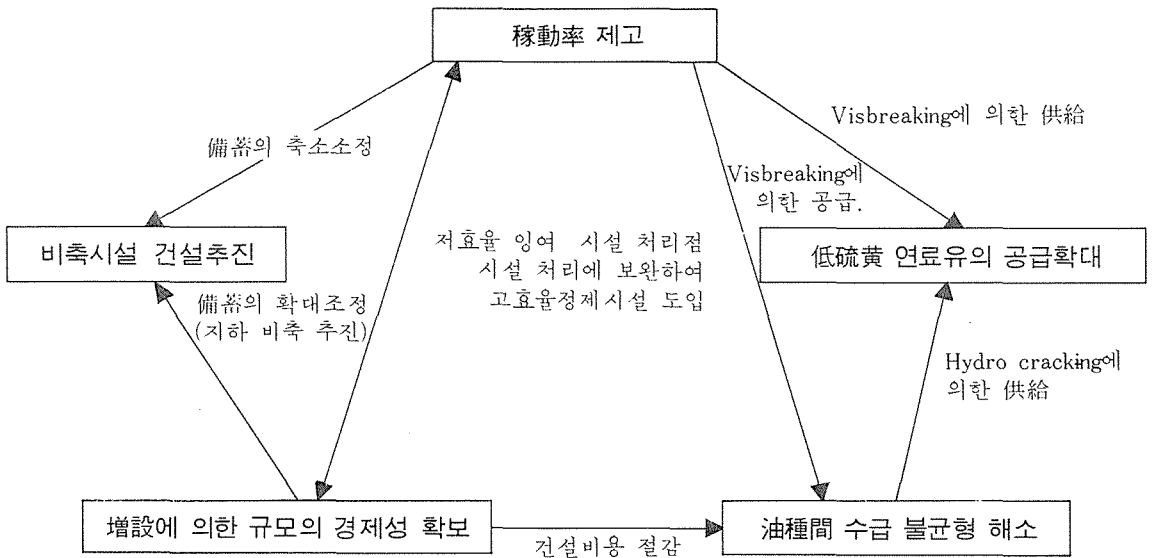 稼動率 제고
備蓄의 축소소정
Visbreaking에 의한 供給
Visbreaking에
의한 공급.
비축시설 건설추진
저효율 잉여 시설 처리점
시설 처리에 보완하여
고효율정제시설 도입
低硫黃 연료유의 공급확대
備蓄의 확대조정
(지하 비축 추진)
Hydro cracking에
의한 供給
增設에 의한 규모의 경제성 확보
건설비용 절감
油種間 수급 불균형 해소